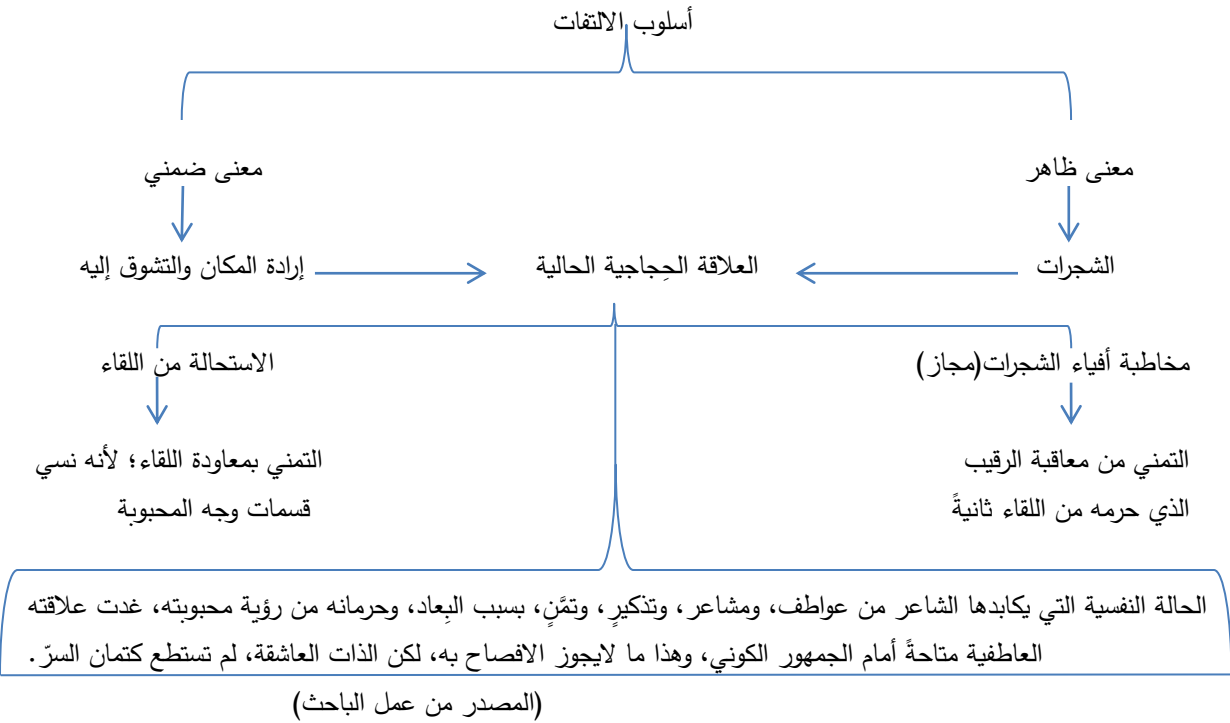 أسلوب الالتفات
معنى ظاهر
معنى ضمني
الشجرات
العلاقة الحِجاجية الحالية
إرادة المكان والتشوق إليه
مخاطبة أفياء الشجرات(مجاز)
الاستحالة من اللقاء
التمني من معاقبة الرقيب
الذي حرمه من اللقاء ثانيةً
التمني بمعاودة اللقاء؛ لأنه نسي
قسمات وجه المحبوبة
الحالة النفسية التي يكابدها الشاعر من عواطف، ومشاعر، وتذكيرٍ، وتمَّنٍ، بسبب البِعاد، وحرمانه من رؤية محبوبته، غدت علاقته
العاطفية متاحةً أمام الجمهور الكوني، وهذا ما لايجوز الافصاح به، لكن الذات العاشقة، لم تستطع كتمان السرّ.
(المصدر من عمل الباحث)